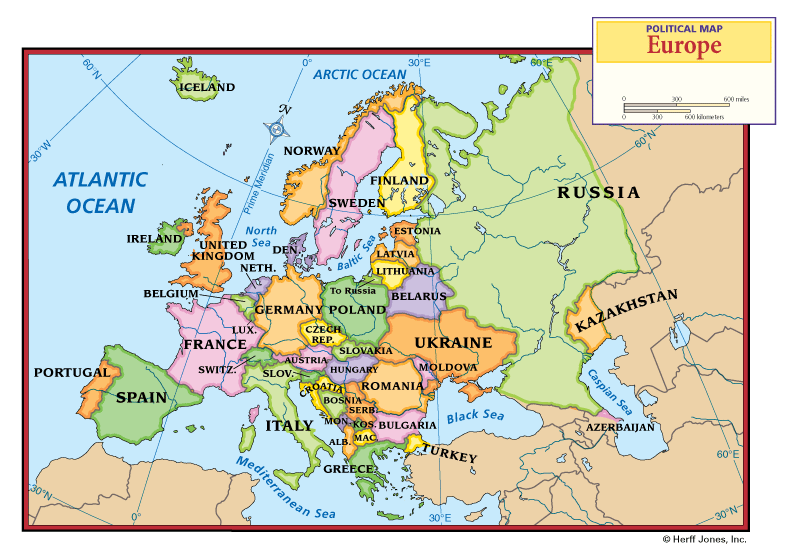 POLITICAL MAP
Europe
0 300 600 miles
0 300 600 kilometers
60°N
0°
ARCTIC OCEAN
30°E
60°E
ICELAND
N
60°N
30°W
NORWAY
Prime Meridian
ATLANTIC
OCEAN
FINLAND
RUSSIA
SWEDEN
North
Sea
ESTONIA
IRELAND
UNITED
KINGDOM
DEN.
Baltic Sea
LATVIA
NETH.
LITHUANIA
BELGIUM
To Russia
BELARUS
KAZAKHSTAN
GERMANY
POLAND
LUX.
CZECH
REP.
FRANCE
UKRAINE
SLOVAKIA
SWITZ.
AUSTRIA
HUNGARY
MOLDOVA
PORTUGAL
SLOV.
Caspian Sea
SPAIN
CROATIA
ROMANIA
BOSNIA
SERB.
Black Sea
ITALY
MON.
KOS.
BULGARIA
AZERBAIJAN
ALB.
MAC.
TURKEY
60°E
Mediterranean Sea
GREECE
30°N
0°
30°E
30°N
© Herff Jones, Inc.